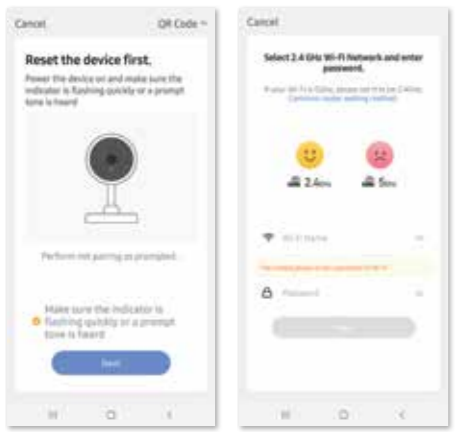 Cancel
QR Code
Reset the device first.
Power the device on and make sure the
indicator is flashing quickly or a prompt
tone is heard
Perform net pairing as prompted.
Make sure the indicator is
flashing quickly or a prompt
tone is heard
Next
Cancel
Select 2.4 GHz Wi-Fi Network and enter
password.
If your Wi-Fi is 5GHz, please set it to be 2.4GHz.
Common router setting method
2.4GHz
5GHz
Wi-Fi Name
Password